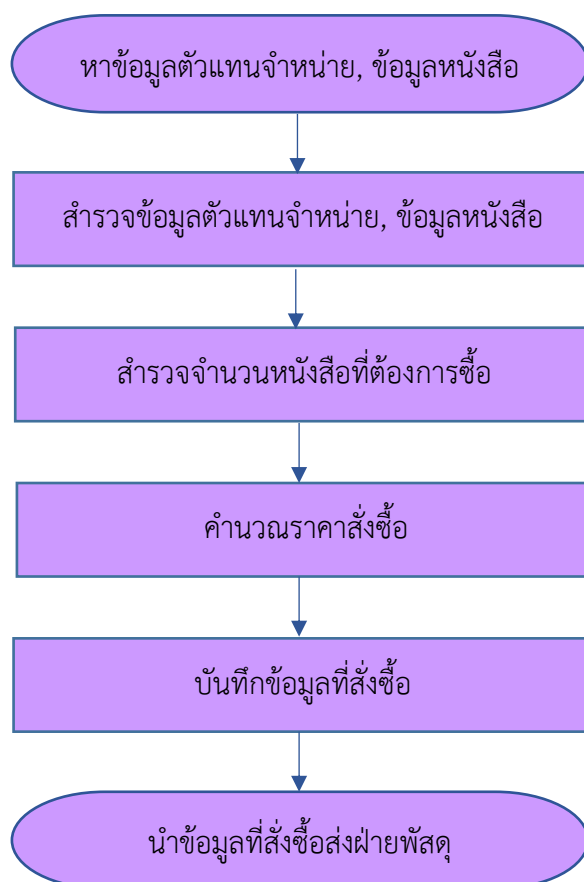 หาข้อมูลตัวแทนจำหน่าย, ข้อมูลหนังสือ
สำรวจข้อมูลตัวแทนจำหน่าย, ข้อมูลหนังสือ
สำรวจจำนวนหนังสือที่ต้องการซื้อ
คำนวณราคาสั่งซื้อ
บันทึกข้อมูลที่สั่งซื้อ
นำข้อมูลที่สั่งซื้อส่งฝ่ายพัสดุ